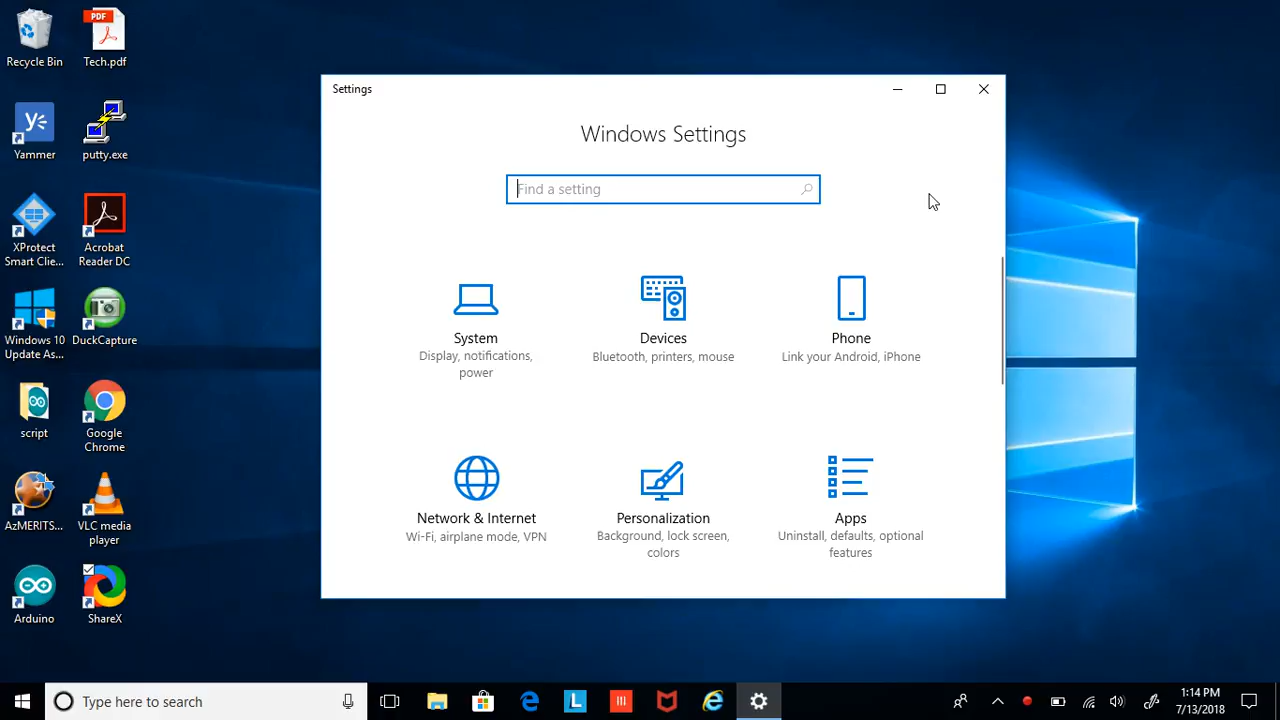 Recycle Bin
PDF
Tech.pdf
Yammer
putty.exe
XProtect
Smart Clie...
Acrobat
Reader DC
Windows 10
Update As...
DuckCapture
script
Google
Chrome
AzMERITS...
VLC media
player
Arduino
ShareX
Settings
Windows Settings
Find a setting
System
Display, notifications,
power
Devices
Bluetooth, printers, mouse
Phone
Link your Android, iPhone
Network & Internet
Wi-Fi, airplane mode, VPN
Personalization
Background, lock screen,
colors
Apps
Uninstall, defaults, optional
features
Type here to search
1:14 PM
7/13/2018